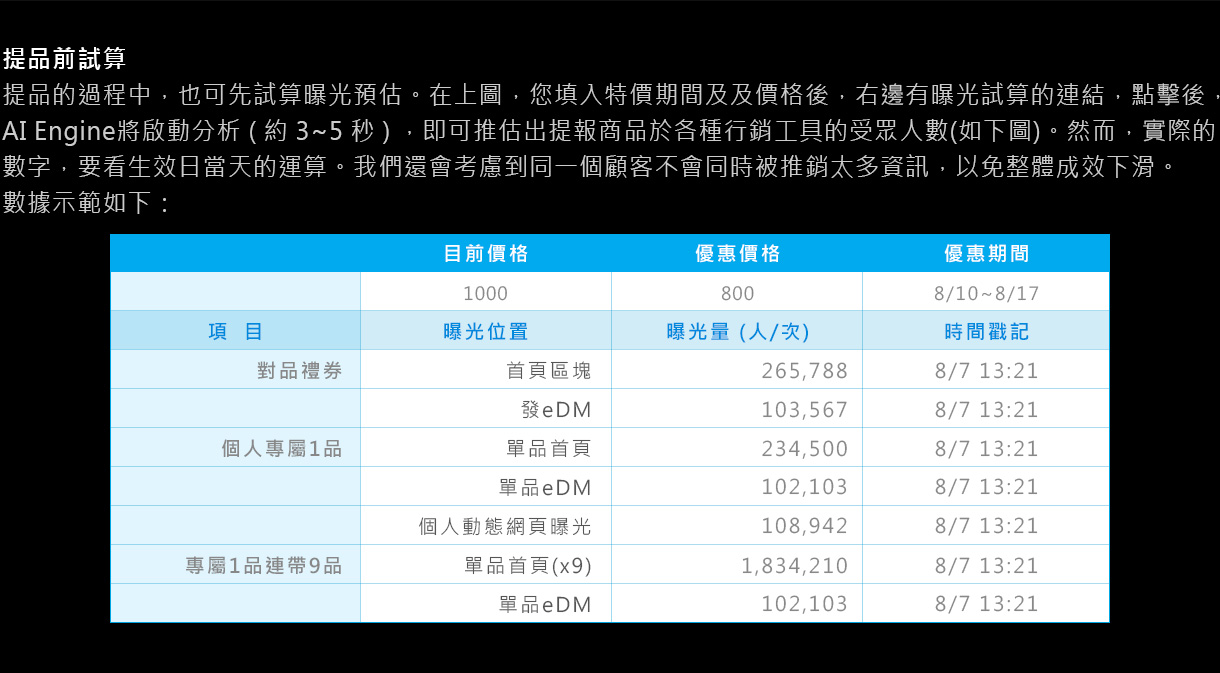 提品前試算
提品的過程中，也可先試算曝光預估。在上圖，您填入特價期間及及價格後，右邊有曝光試算的連結，點擊後，
AI Engine將啟動分析 ( 約 3~5 秒 ) ，即可推估出提報商品於各種行銷工具的受眾人數(如下圖)。然而，實際的
數字，要看生效日當天的運算。我們還會考慮到同一個顧客不會同時被推銷太多資訊，以免整體成效下滑。
數據示範如下：
目前價格 優惠價格 優惠期間
1000 800 8/10~8/17
項 目 曝光位置 曝光量 (人/次) 時間戳記
對品禮券 首頁區塊 265,788 8/7 13:21
發eDM 103,567 8/7 13:21
個人專屬1品 單品首頁 234,500 8/7 13:21
單品eDM 102,103 8/7 13:21
個人動態網頁曝光 108,942 8/7 13:21
專屬1品連帶9品 單品首頁(x9) 1,834,210 8/7 13:21
單品eDM 102,103 8/7 13:21